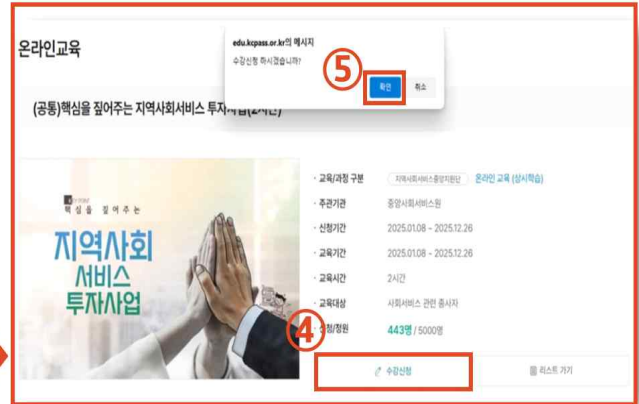 edu.kcpass.or.kr의 메시지
수강신청 하시겠습니까?
⑤
확인
취소
온라인교육
(공통)핵심을 짚어주는 지역사회서비스 투자사업(2시간)
핵심을 짚어주는
지역사회
서비스
투자사업
· 교육/과정 구분
지역사회서비스중앙지원단
온라인 교육 (상시학습)
· 주관기관
중앙사회서비스원
· 신청기간
2025.01.08 ~ 2025.12.26
· 교육기간
2025.01.08 ~ 2025.12.26
· 교육시간
2시간
· 교육대상
사회서비스 관련 종사자
④
· 신청/정원
443명 / 5000명
수강신청
리스트 가기